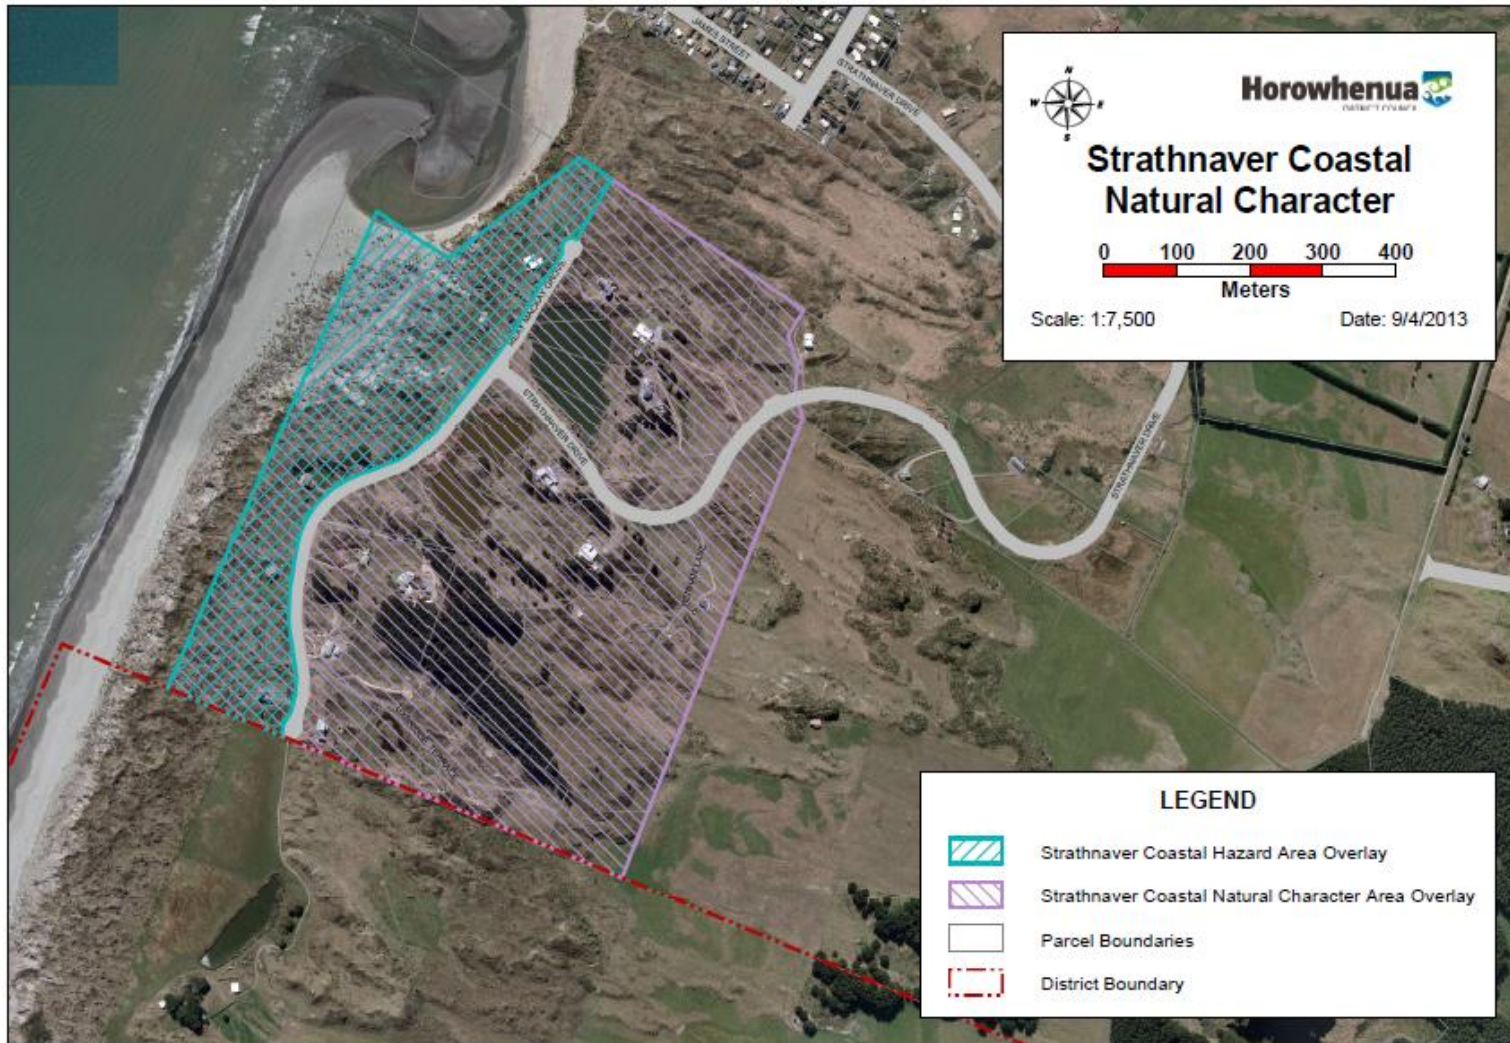 JAMES STREET
STRATHNAVER DRIVE
N
W E
S
Horowhenua
DISTRICT COUNCIL
Strathnaver Coastal
Natural Character
0 100 200 300 400
Meters
Scale: 1:7,500 Date: 9/4/2013
STRATHNAVER DRIVE
STRATHNAVER DRIVE
LEGEND
Strathnaver Coastal Hazard Area Overlay
Strathnaver Coastal Natural Character Area Overlay
Parcel Boundaries
District Boundary